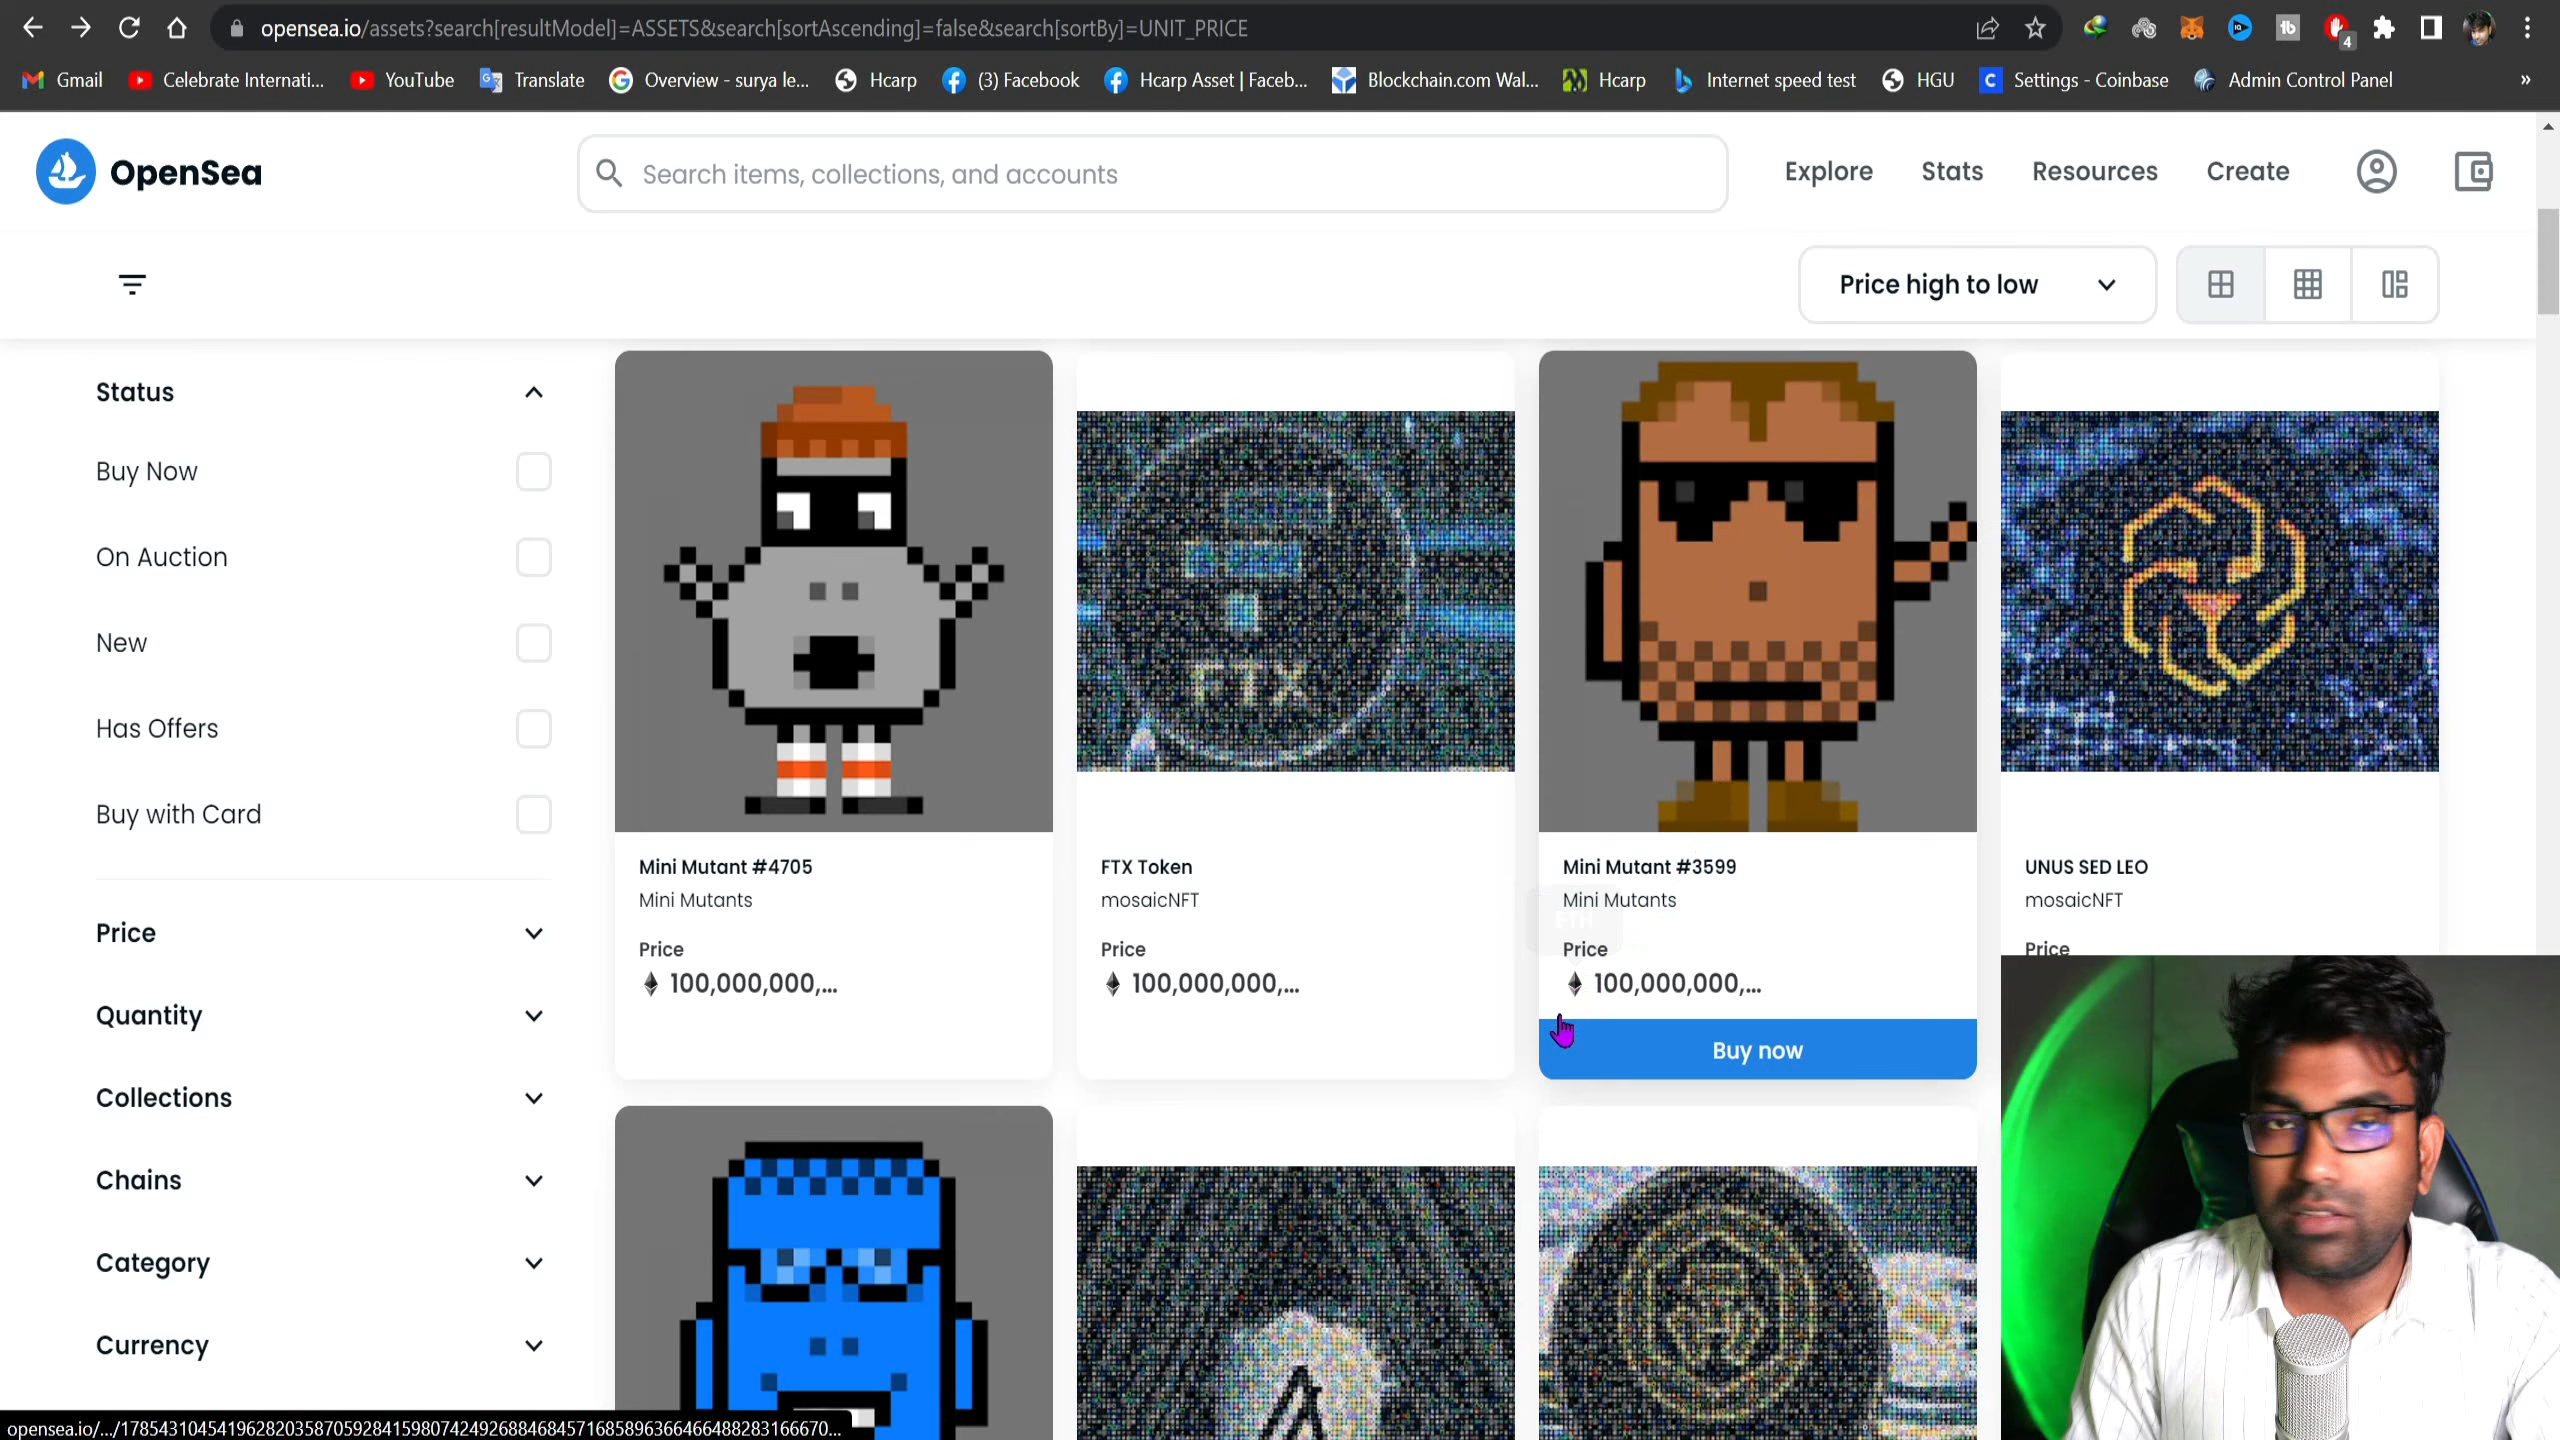 opensea.io/assets?search[resultModel]=ASSETS&search[sortAscending]=false&search[sortBy]=UNIT_PRICE
4
Gmail Celebrate Internati... YouTube Translate Overview - surya le... Hcarp (3) Facebook Hcarp Asset | Faceb... Blockchain.com Wal... Hcarp Internet speed test HGU Settings - Coinbase Admin Control Panel »
OpenSea
Search items, collections, and accounts
Explore Stats Resources Create
Price high to low
Status
Buy Now
On Auction
New
Has Offers
Buy with Card
Price
Quantity
Collections
Chains
Category
Currency
FTX
Mini Mutant #4705
Mini Mutants
Price
100,000,000,...
FTX Token
mosaicNFT
Price
100,000,000,...
Mini Mutant #3599
Mini Mutants
ETH
Price
100,000,000,...
Buy now
UNUS SED LEO
mosaicNFT
Price
opensea.io/.../17854310454196282035870592841598074249268846845716858963664664882831666​70...